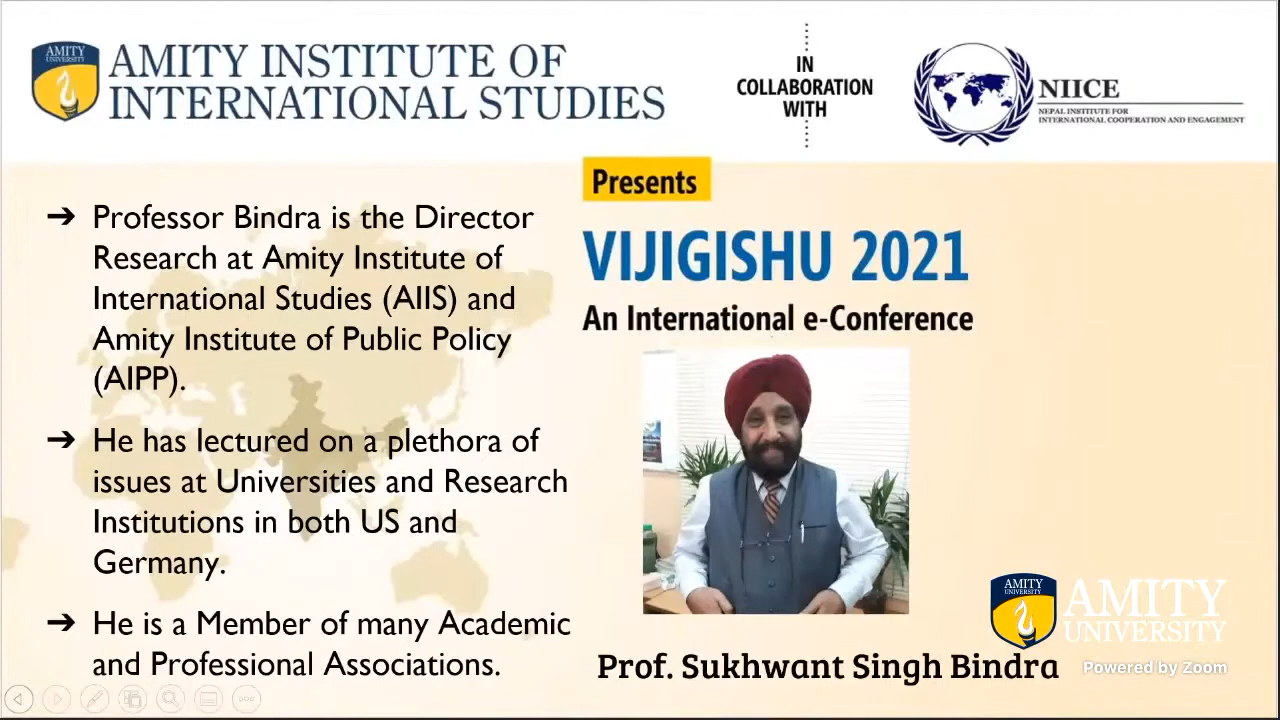 AMITY
UNIVERSITY
AMITY INSTITUTE OF
INTERNATIONAL STUDIES
IN
COLLABORATION
WITH
NIICE
NEPAL INSTITUTE FOR
INTERNATIONAL COOPERATION AND ENGAGEMENT
Presents
VIJIGISHU 2021
An International e-Conference
➔ Professor Bindra is the Director
Research at Amity Institute of
International Studies (AIIS) and
Amity Institute of Public Policy
(AIPP).
➔ He has lectured on a plethora of
issues at Universities and Research
Institutions in both US and
Germany.
➔ He is a Member of many Academic
and Professional Associations.
Prof. Sukhwant Singh Bindra
AMITY
UNIVERSITY
AMITY
UNIVERSITY
Powered by Zoom